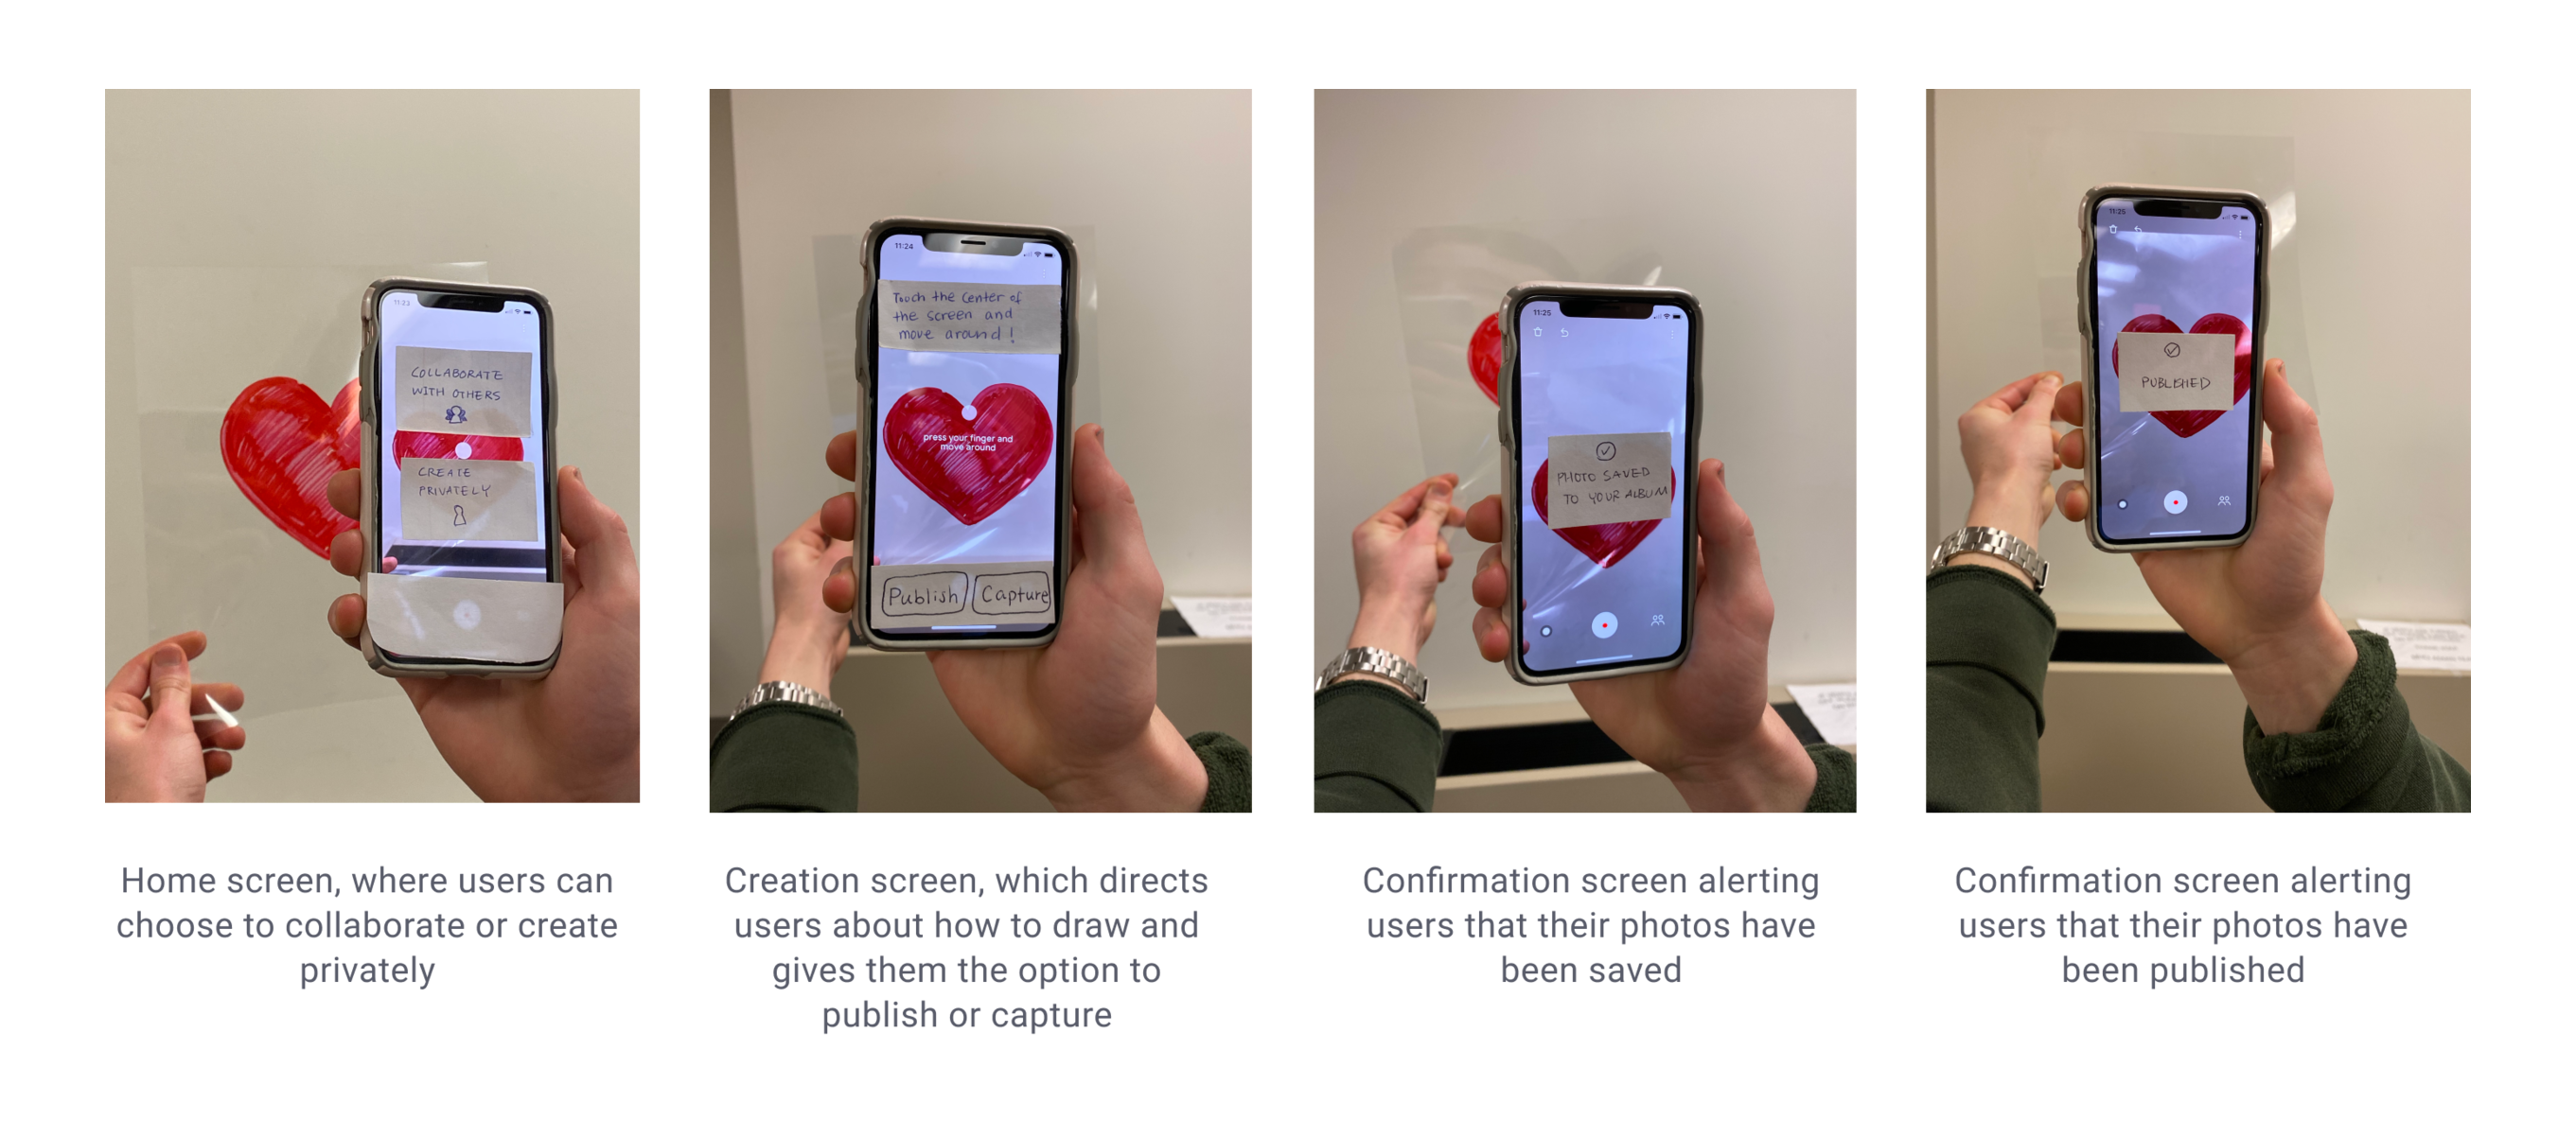 11:23
COLLABORATE
WITH OTHERS
CREATE
PRIVATELY
11:24
Touch the center of
the screen and
move around!
press your finger and
move around
Publish
Capture
11:25
PHOTO SAVED
TO YOUR ALBUM
11:25
PUBLISHED
Home screen, where users can
choose to collaborate or create
privately
Creation screen, which directs
users about how to draw and
gives them the option to
publish or capture
Confirmation screen alerting
users that their photos have
been saved
Confirmation screen alerting
users that their photos have
been published